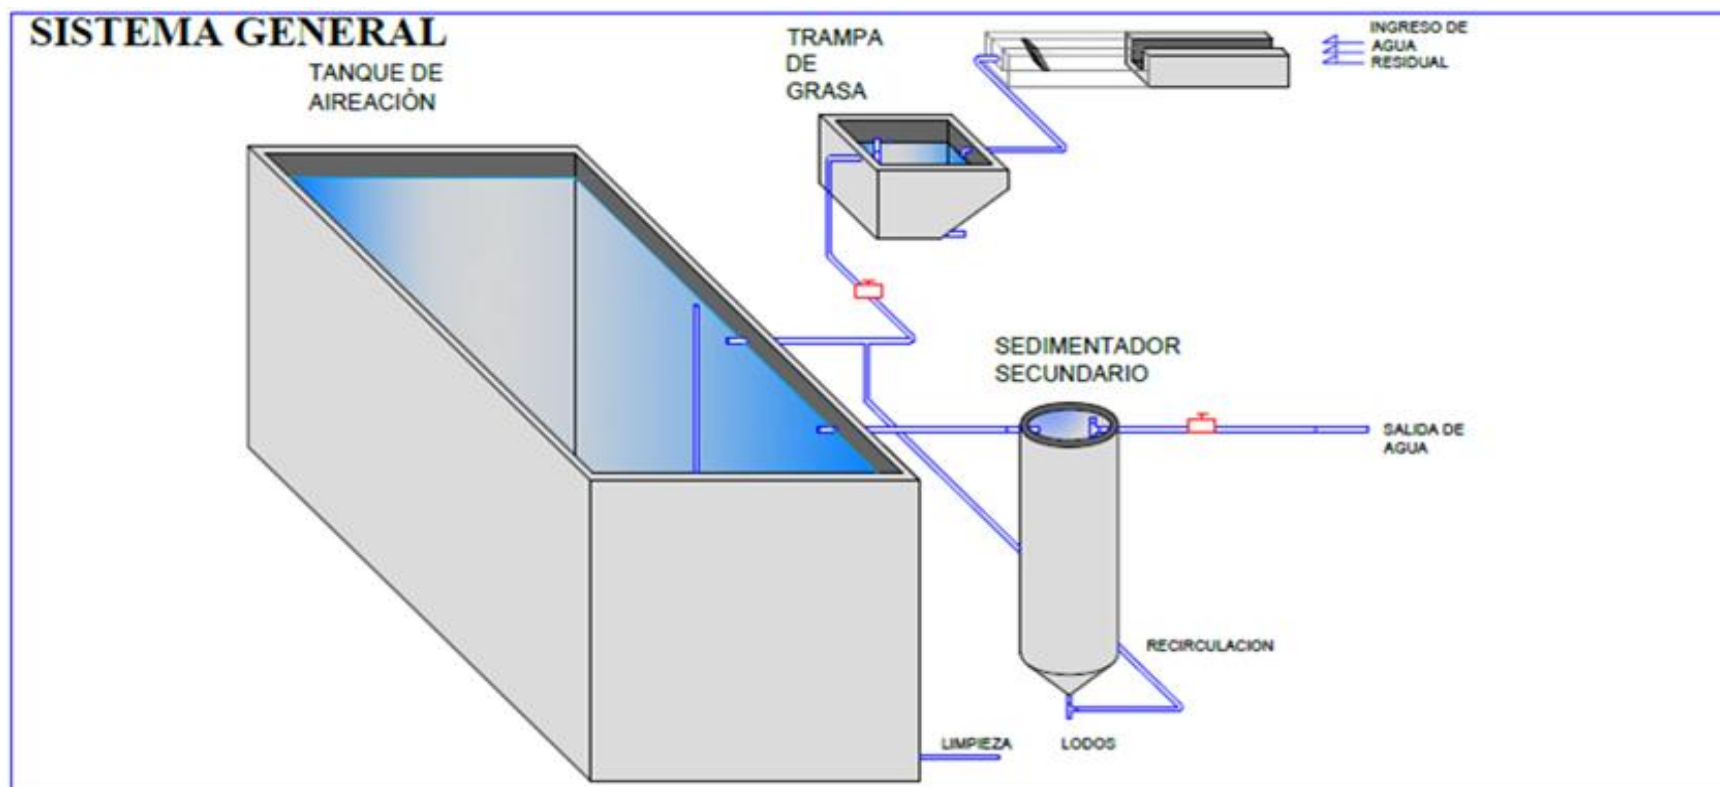 SISTEMA GENERAL
TANQUE DE
AIREACIÓN
TRAMPA
DE
GRASA
INGRESO DE
AGUA
RESIDUAL
SEDIMENTADOR
SECUNDARIO
SALIDA DE
AGUA
RECIRCULACION
LIMPIEZA
LODOS